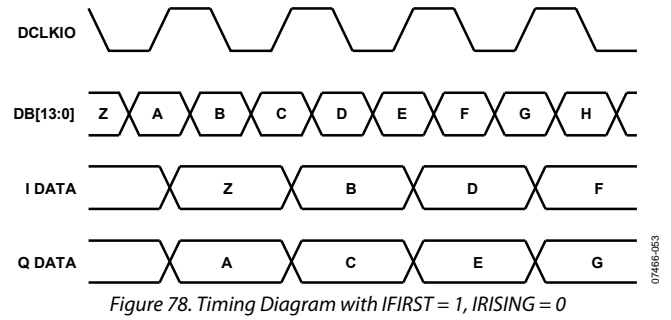 DCLKIO
DB[13:0] Z A B C D E F G H
I DATA Z B D F
Q DATA A C E G
07466-053
Figure 78. Timing Diagram with IFIRST = 1, IRISING = 0